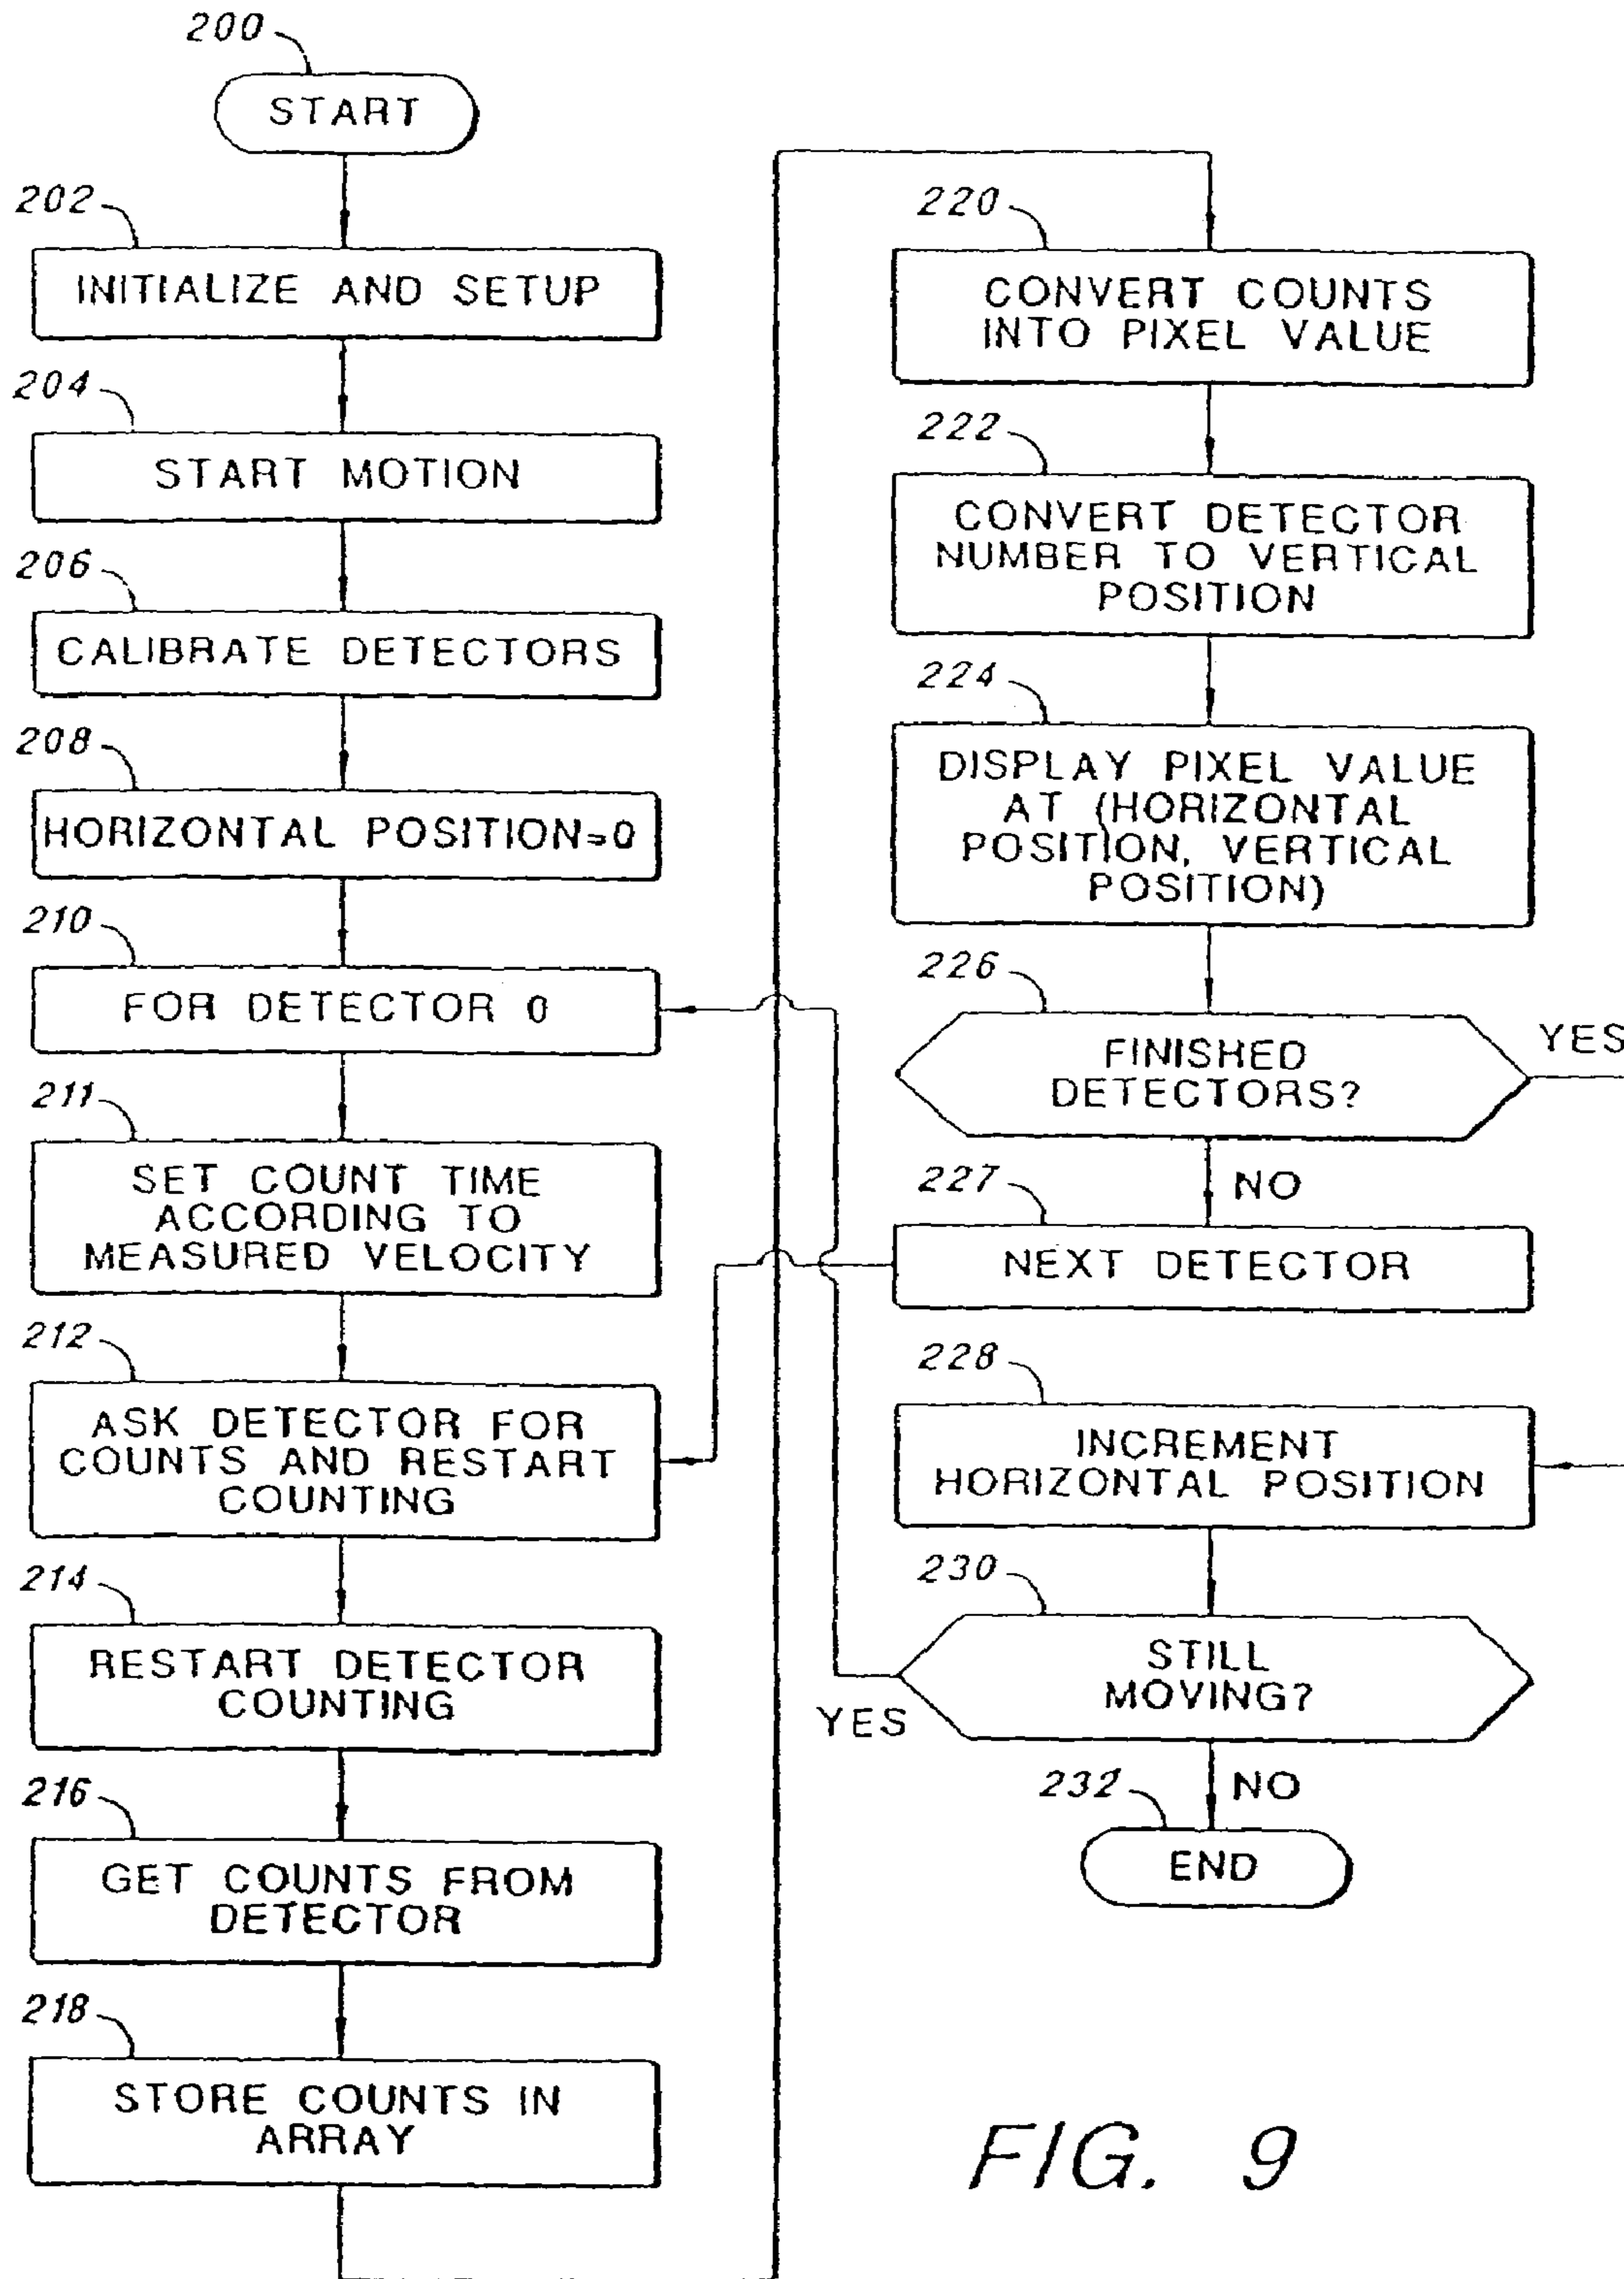 200
START
202
INITIALIZE AND SETUP
204
START MOTION
206
CALIBRATE DETECTORS
208
HORIZONTAL POSITION=0
210
FOR DETECTOR 0
211
SET COUNT TIME
ACCORDING TO
MEASURED VELOCITY
212
ASK DETECTOR FOR
COUNTS AND RESTART
COUNTING
214
RESTART DETECTOR
COUNTING
216
GET COUNTS FROM
DETECTOR
218
STORE COUNTS IN
ARRAY
220
CONVERT COUNTS
INTO PIXEL VALUE
222
CONVERT DETECTOR
NUMBER TO VERTICAL
POSITION
224
DISPLAY PIXEL VALUE
AT (HORIZONTAL
POSITION, VERTICAL
POSITION)
226
FINISHED
DETECTORS?
YES
NO
227
NEXT DETECTOR
228
INCREMENT
HORIZONTAL POSITION
230
STILL
MOVING?
YES
NO
232
END
FIG. 9